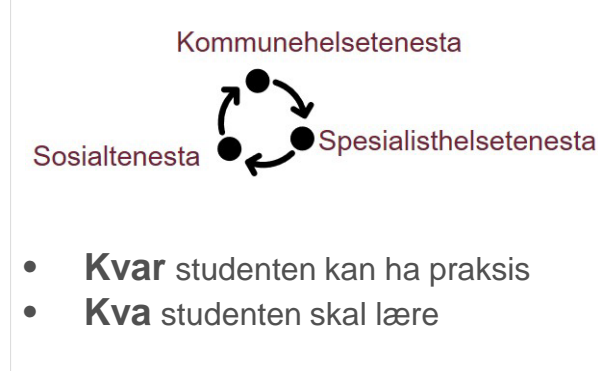 Kommunehelsetenesta
Spesialisthelsetenesta
Sosialtenesta
• Kvar studenten kan ha praksis
• Kva studenten skal lære